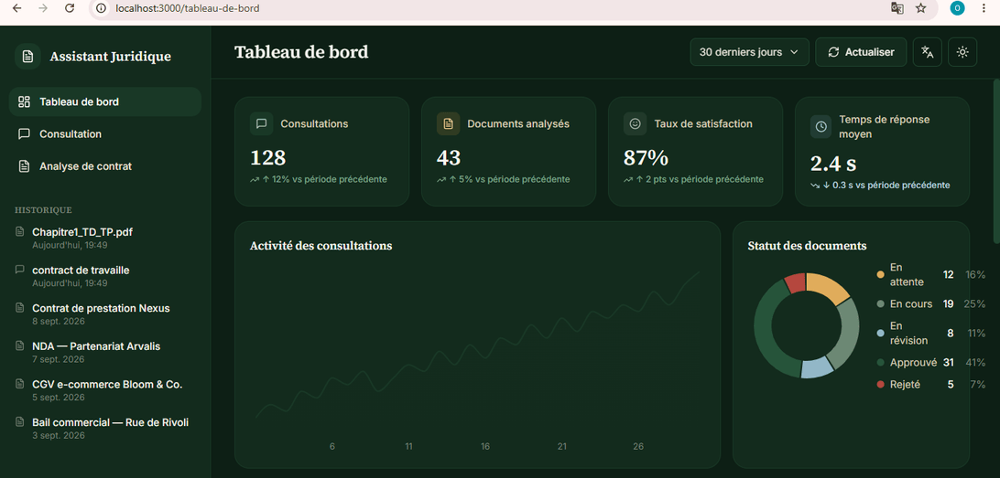 localhost:3000/tableau-de-bord
O
Assistant Juridique
Tableau de bord
Consultation
Analyse de contrat
HISTORIQUE
Chapitre1_TD_TP.pdf
Aujourd'hui, 19:49
contract de travaille
Aujourd'hui, 19:49
Contrat de prestation Nexus
8 sept. 2026
NDA — Partenariat Arvalis
7 sept. 2026
CGV e-commerce Bloom & Co.
5 sept. 2026
Bail commercial — Rue de Rivoli
3 sept. 2026
Tableau de bord
30 derniers jours
Actualiser
Consultations
128
↑ 12% vs période précédente
Documents analysés
43
↑ 5% vs période précédente
Taux de satisfaction
87%
↑ 2 pts vs période précédente
Temps de réponse
moyen
2.4 s
↓ 0.3 s vs période précédente
Activité des consultations
6 11 16 21 26
Statut des documents
En
attente 12 16%
En cours 19 25%
En
révision 8 11%
Approuvé 31 41%
Rejeté 5 7%